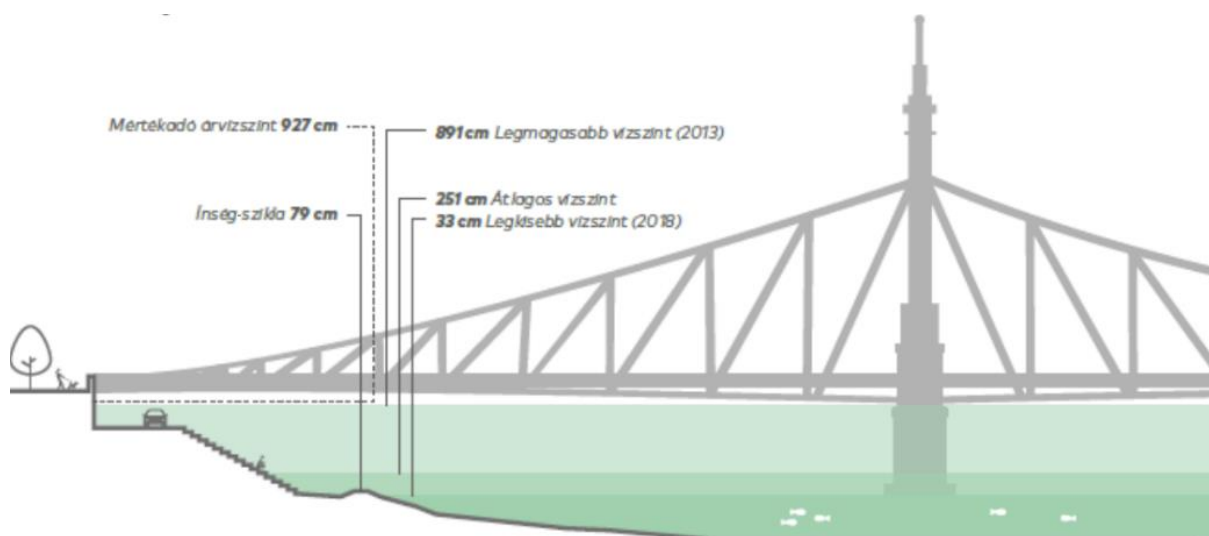 Mértékadó árvízszint 927 cm
891 cm Legmagasabb vízszint (2013)
251 cm Átlagos vízszint
Ínség-szikla 79 cm
33 cm Legkisebb vízszint (2018)